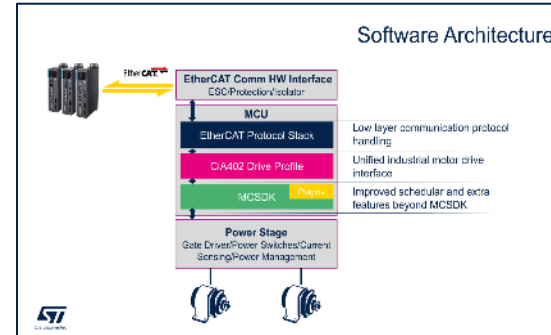 Software Architecture
EtherCAT
EtherCAT Comm HW Interface
ESC/Protection/Isolator
MCU
EtherCAT Protocol Stack
Low layer communication protocol
handling
CiA402 Drive Profile
Unified industrial motor drive
interface
MCSDK
Plugins
Improved schedular and extra
features beyond MCSDK
Power Stage
Gate Driver/Power Switches/Current
Sensing/Power Management
ST